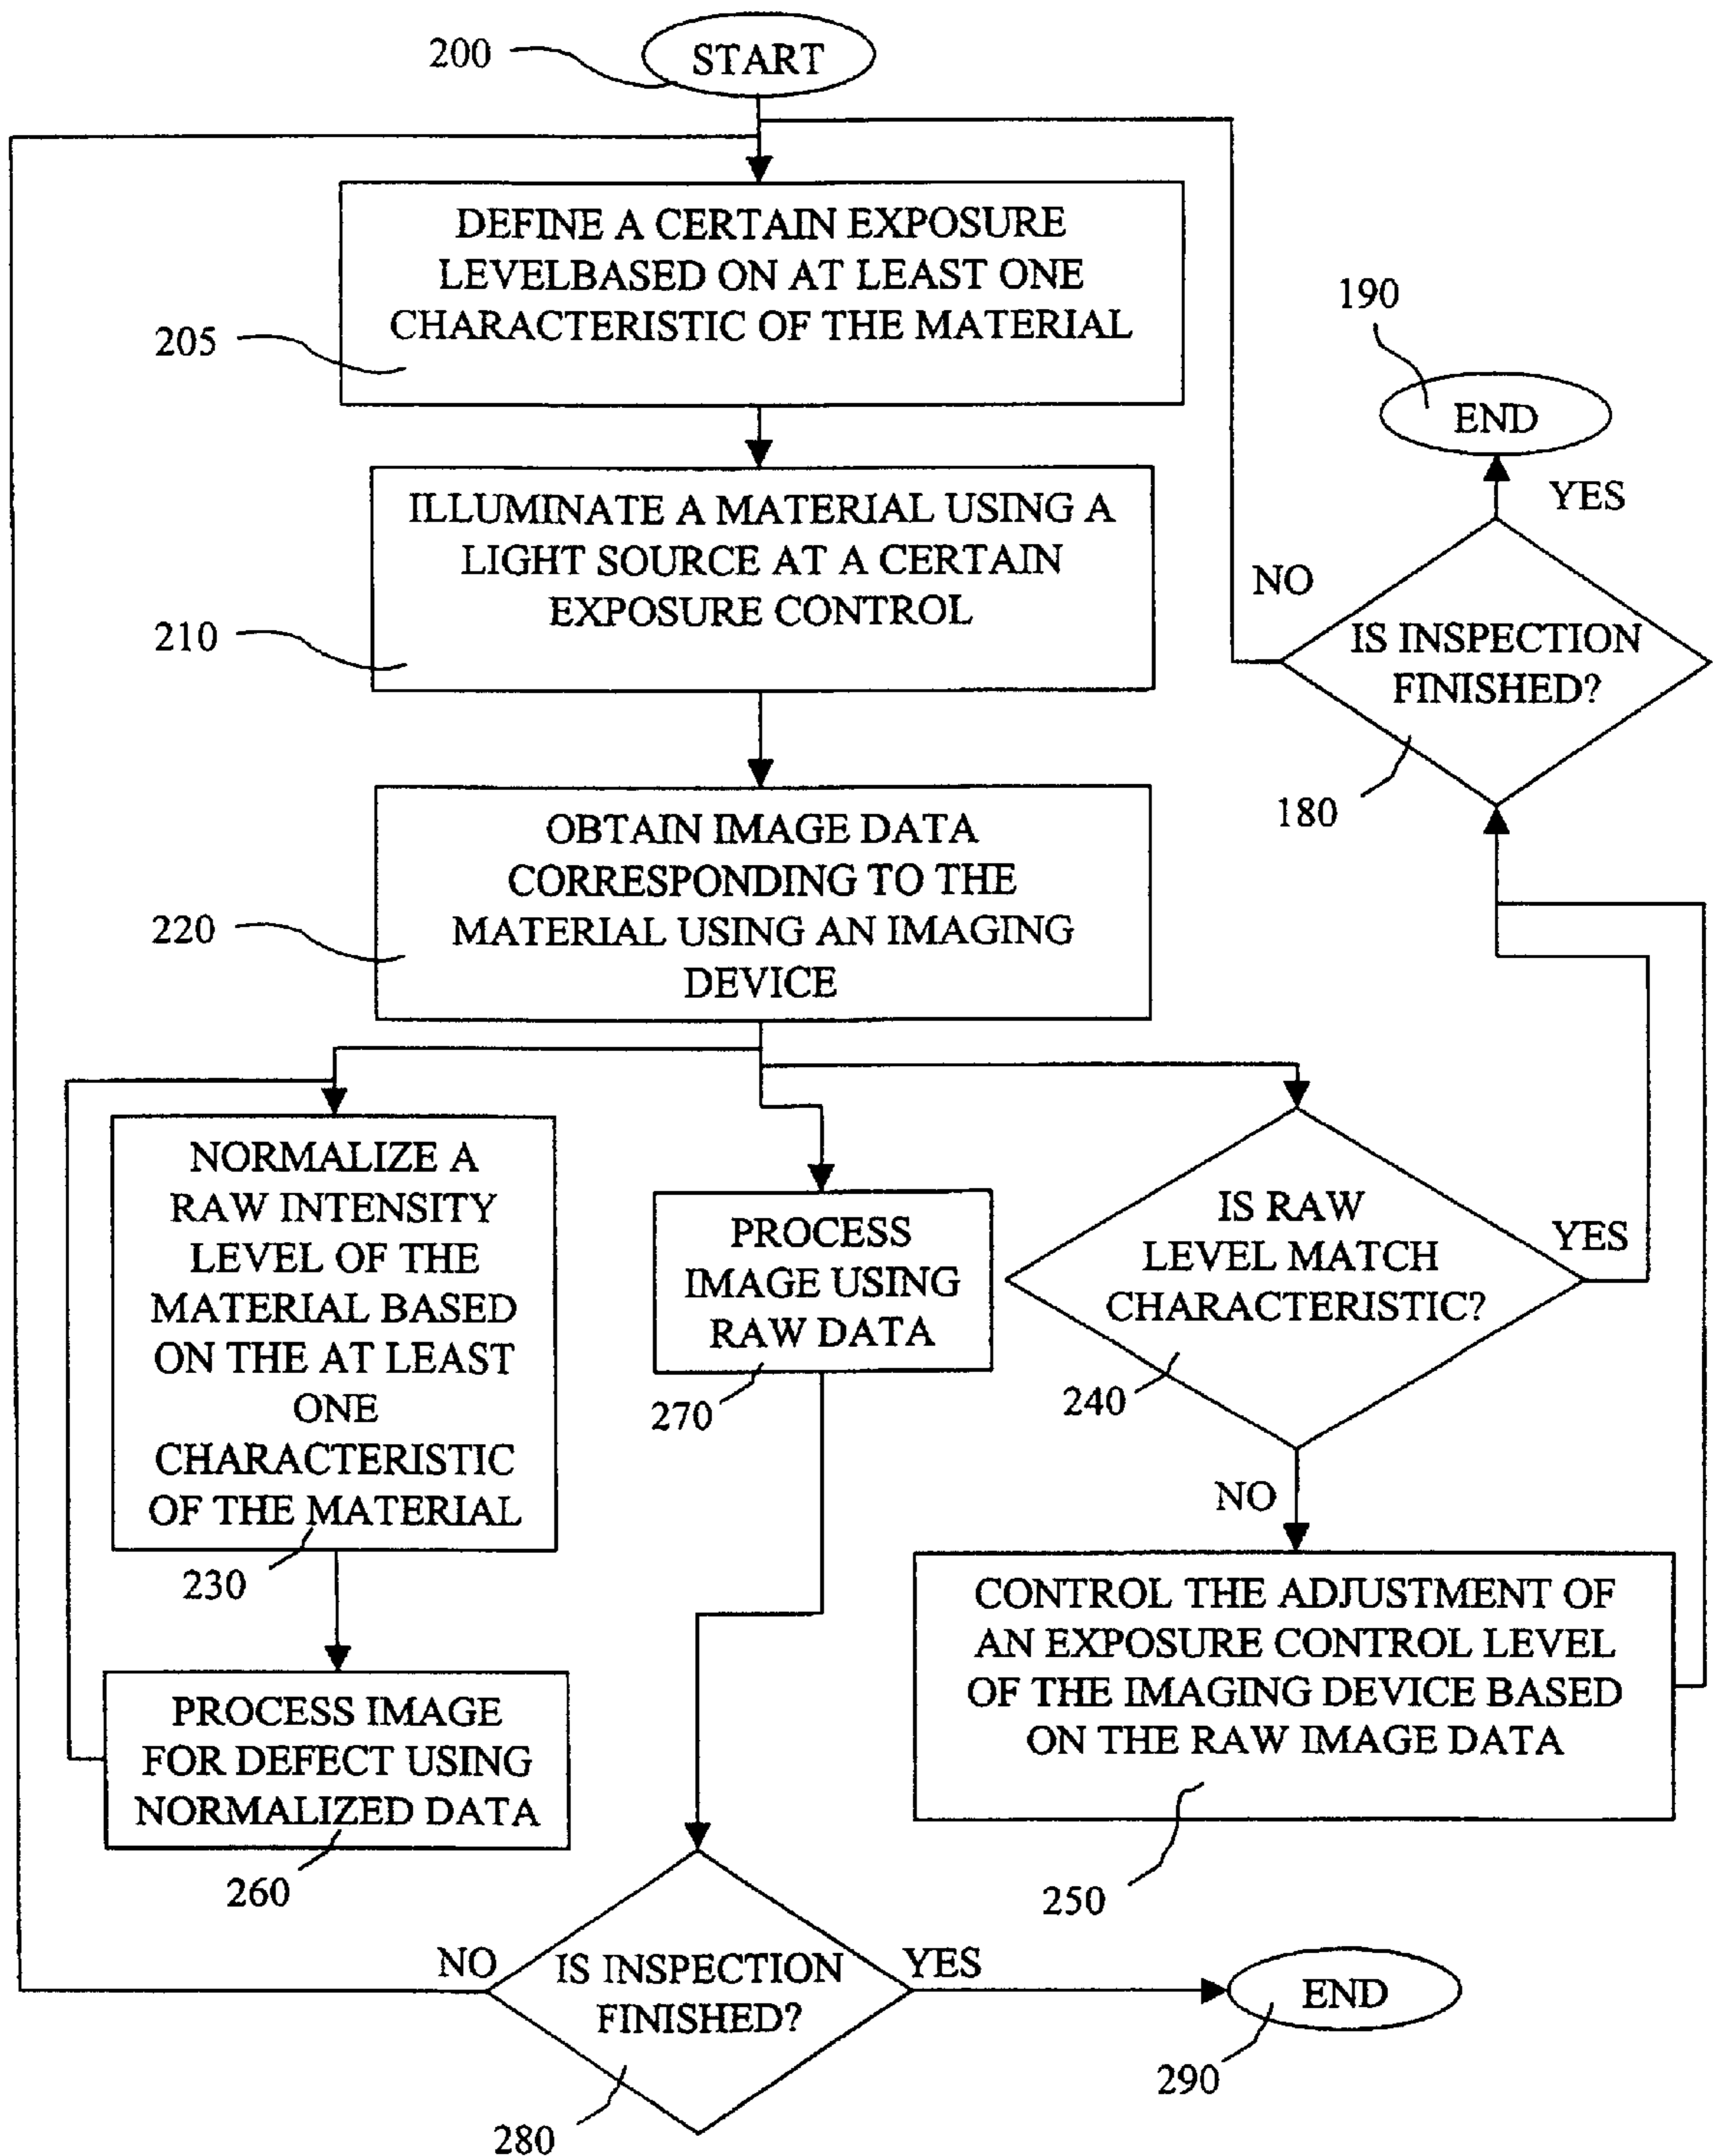 200
START
DEFINE A CERTAIN EXPOSURE
LEVELBASED ON AT LEAST ONE
CHARACTERISTIC OF THE MATERIAL
205
190
END
YES
ILLUMINATE A MATERIAL USING A
LIGHT SOURCE AT A CERTAIN
EXPOSURE CONTROL
210
NO
IS INSPECTION
FINISHED?
180
OBTAIN IMAGE DATA
CORRESPONDING TO THE
MATERIAL USING AN IMAGING
DEVICE
220
NORMALIZE A
RAW INTENSITY
LEVEL OF THE
MATERIAL BASED
ON THE AT LEAST
ONE
CHARACTERISTIC
OF THE MATERIAL
230
PROCESS
IMAGE USING
RAW DATA
270
IS RAW
LEVEL MATCH
CHARACTERISTIC?
YES
240
NO
PROCESS IMAGE
FOR DEFECT USING
NORMALIZED DATA
260
CONTROL THE ADJUSTMENT OF
AN EXPOSURE CONTROL LEVEL
OF THE IMAGING DEVICE BASED
ON THE RAW IMAGE DATA
250
NO
IS INSPECTION
FINISHED?
YES
280
END
290